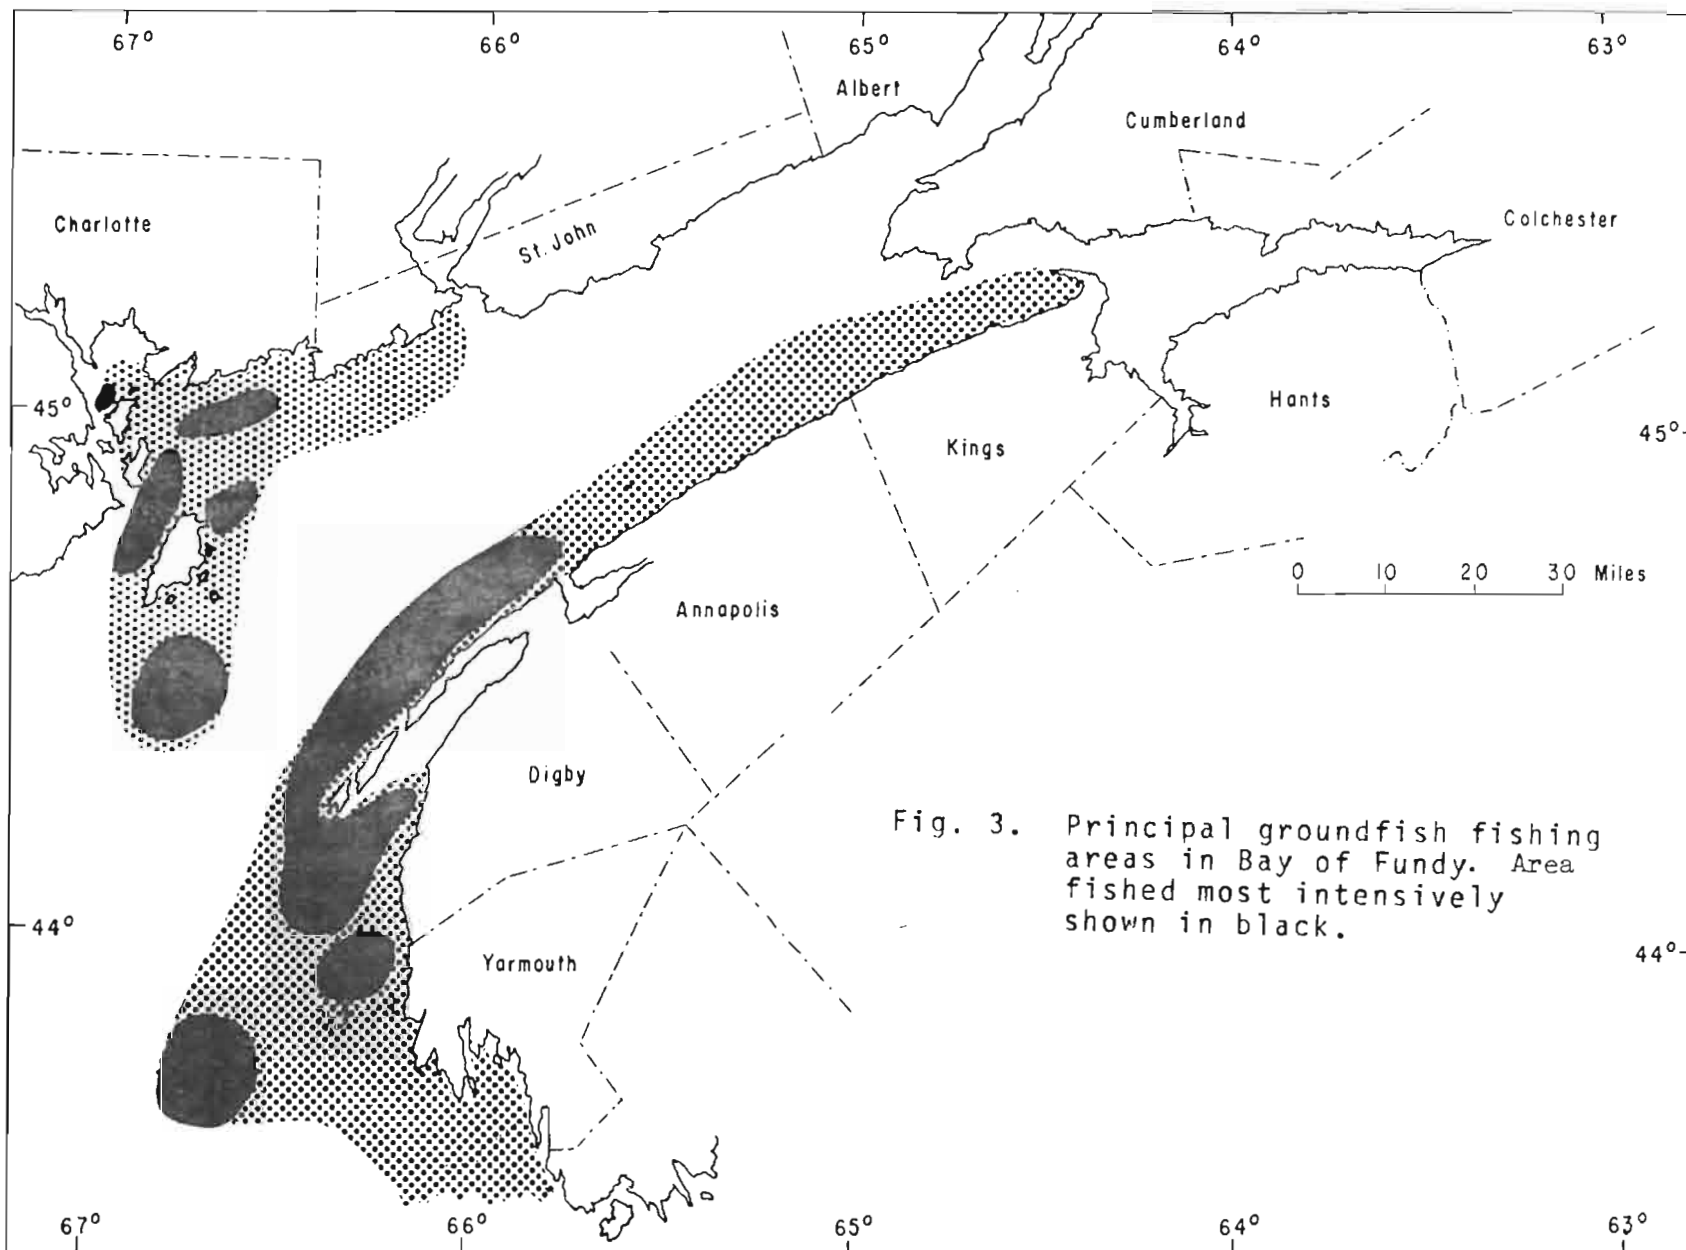 67° 66° 65° 64° 63°
Albert
Cumberland
Charlotte
St. John
Colchester
45°
Hants
45°
Kings
0 10 20 30 Miles
Annapolis
Digby
Fig. 3. Principal groundfish fishing
areas in Bay of Fundy. Area
fished most intensively
shown in black.
44°
44°
Yarmouth
67° 66° 65° 64° 63°